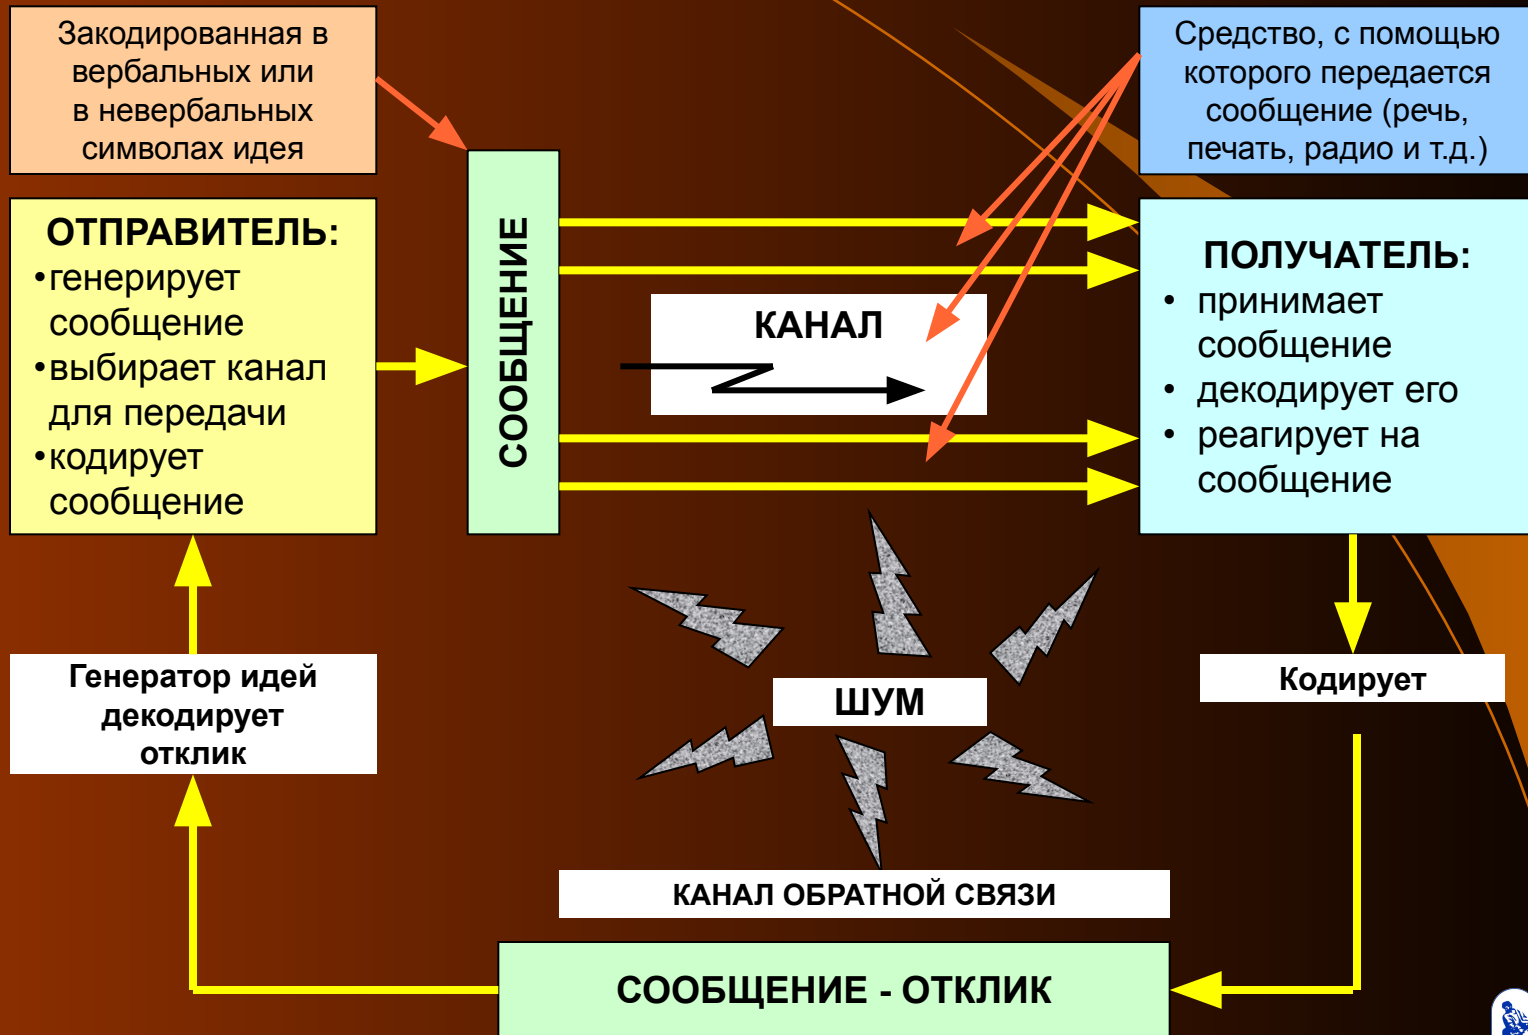 Закодированная в
вербальных или
в невербальных
символах идея
Средство, с помощью
которого передается
сообщение (речь,
печать, радио и т.д.)
ОТПРАВИТЕЛЬ:
•генерирует
сообщение
•выбирает канал
для передачи
•кодирует
сообщение
СООБЩЕНИЕ
КАНАЛ
ПОЛУЧАТЕЛЬ:
• принимает
сообщение
• декодирует его
• реагирует на
сообщение
Генератор идей
декодирует
отклик
ШУМ
Кодирует
КАНАЛ ОБРАТНОЙ СВЯЗИ
СООБЩЕНИЕ - ОТКЛИК